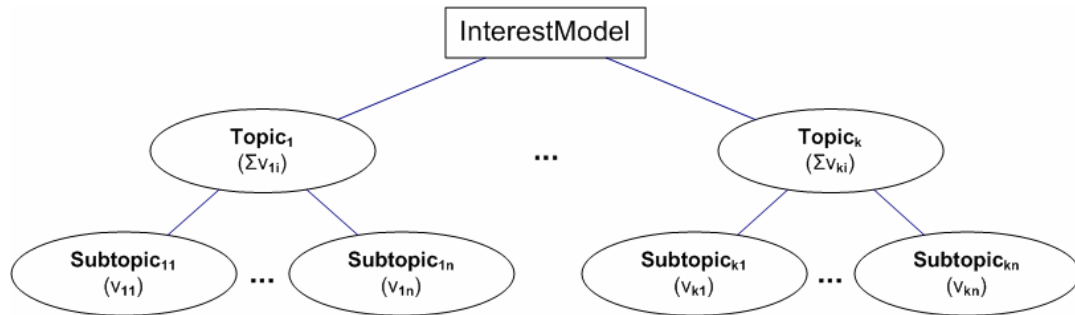 InterestModel
Topic₁
(Σv₁ᵢ)
...
Topicₖ
(Σvₖᵢ)
Subtopic₁₁
(v₁₁)
...
Subtopic₁ₙ
(v₁ₙ)
Subtopicₖ₁
(vₖ₁)
...
Subtopicₖₙ
(vₖₙ)